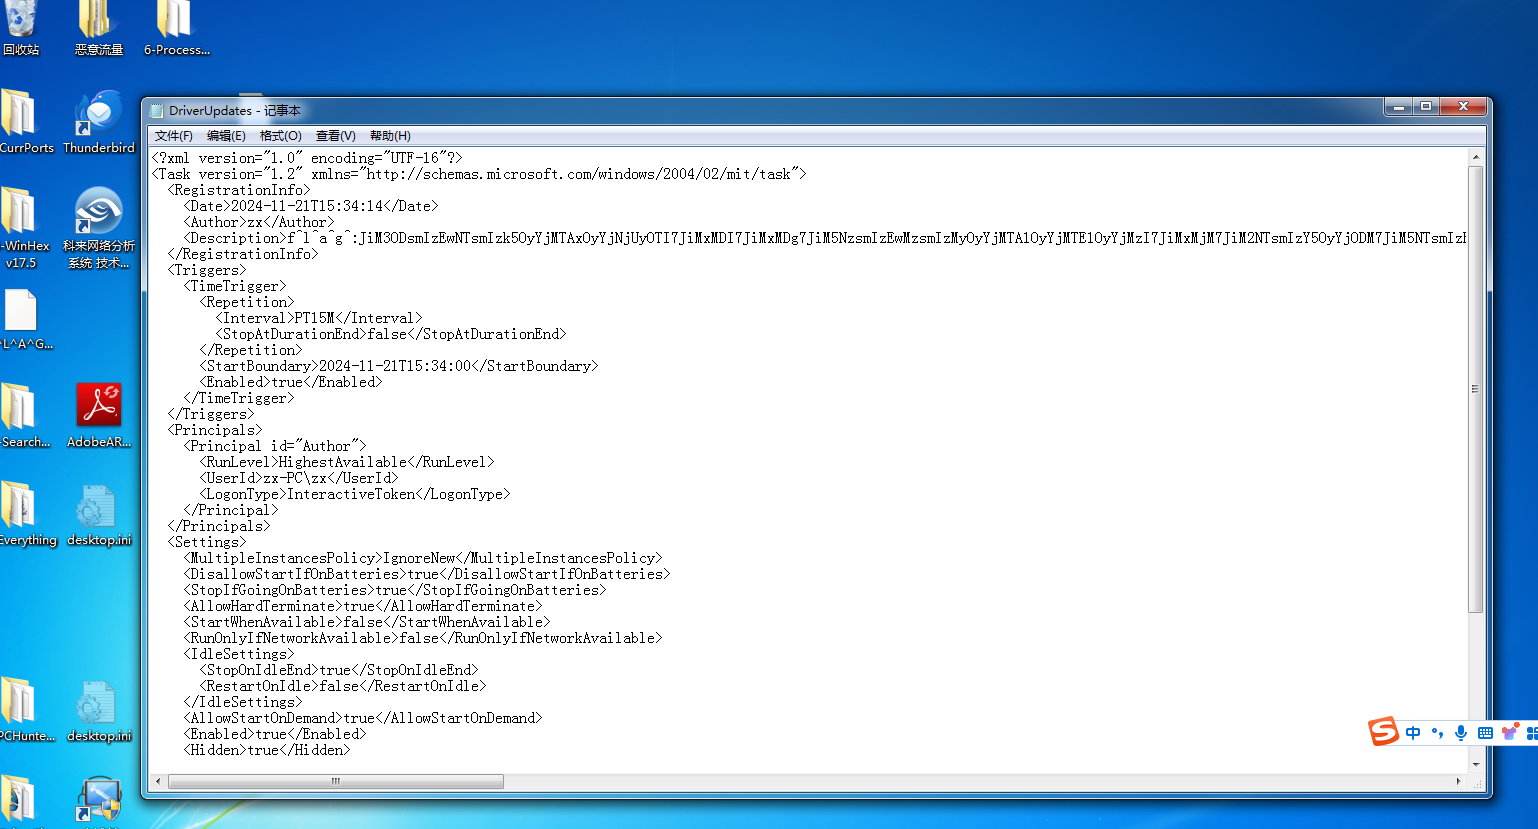 回收站
恶意流量
6-Process...
CurrPorts
Thunderbird
-WinHex
v17.5
科来网络分析
系统 技术...
^L^A^G...
-Search...
AdobeAR...
Everything
desktop.ini
PCHunte...
desktop.ini
DriverUpdates - 记事本
文件(F) 编辑(E) 格式(O) 查看(V) 帮助(H)
<?xml version="1.0" encoding="UTF-16"?>
<Task version="1.2" xmlns="http://schemas.microsoft.com/windows/2004/02/mit/task">
<RegistrationInfo>
<Date>2024-11-21T15:34:14</Date>
<Author>zx</Author>
<Description>f^l^a^g^:JiM3ODsmIzEwNTsmIzk5OyYjMTAxOyYjNjUyOTI7JiMxMDI7JiMxMDg7JiM5NzsmIzEwMzsmIzMyOyYjMTA1OyYjMTE1OyYjMzI7JiMxMjM7JiM2NTsmIzY5OyYjODM7JiM5NTsmIz
</RegistrationInfo>
<Triggers>
<TimeTrigger>
<Repetition>
<Interval>PT15M</Interval>
<StopAtDurationEnd>false</StopAtDurationEnd>
</Repetition>
<StartBoundary>2024-11-21T15:34:00</StartBoundary>
<Enabled>true</Enabled>
</TimeTrigger>
</Triggers>
<Principals>
<Principal id="Author">
<RunLevel>HighestAvailable</RunLevel>
<UserId>zx-PC\zx</UserId>
<LogonType>InteractiveToken</LogonType>
</Principal>
</Principals>
<Settings>
<MultipleInstancesPolicy>IgnoreNew</MultipleInstancesPolicy>
<DisallowStartIfOnBatteries>true</DisallowStartIfOnBatteries>
<StopIfGoingOnBatteries>true</StopIfGoingOnBatteries>
<AllowHardTerminate>true</AllowHardTerminate>
<StartWhenAvailable>false</StartWhenAvailable>
<RunOnlyIfNetworkAvailable>false</RunOnlyIfNetworkAvailable>
<IdleSettings>
<StopOnIdleEnd>true</StopOnIdleEnd>
<RestartOnIdle>false</RestartOnIdle>
</IdleSettings>
<AllowStartOnDemand>true</AllowStartOnDemand>
<Enabled>true</Enabled>
<Hidden>true</Hidden>
S 中